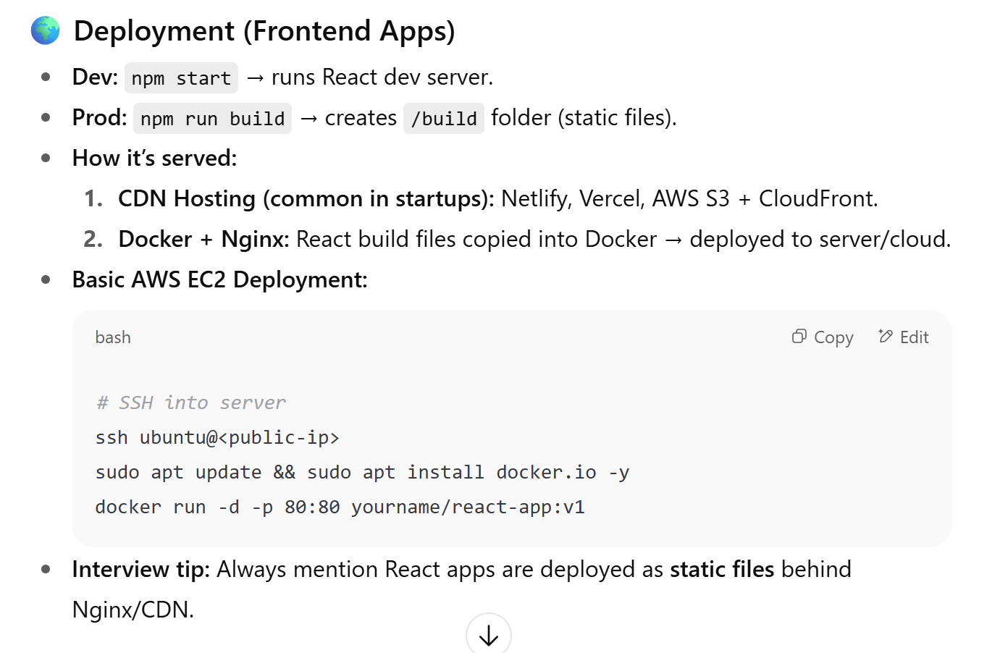 🌍 Deployment (Frontend Apps)
• Dev: npm start → runs React dev server.
• Prod: npm run build → creates /build folder (static files).
• How it’s served:
1. CDN Hosting (common in startups): Netlify, Vercel, AWS S3 + CloudFront.
2. Docker + Nginx: React build files copied into Docker → deployed to server/cloud.
• Basic AWS EC2 Deployment:
bash Copy Edit
# SSH into server
ssh ubuntu@<public-ip>
sudo apt update && sudo apt install docker.io -y
docker run -d -p 80:80 yourname/react-app:v1
• Interview tip: Always mention React apps are deployed as static files behind
Nginx/CDN.